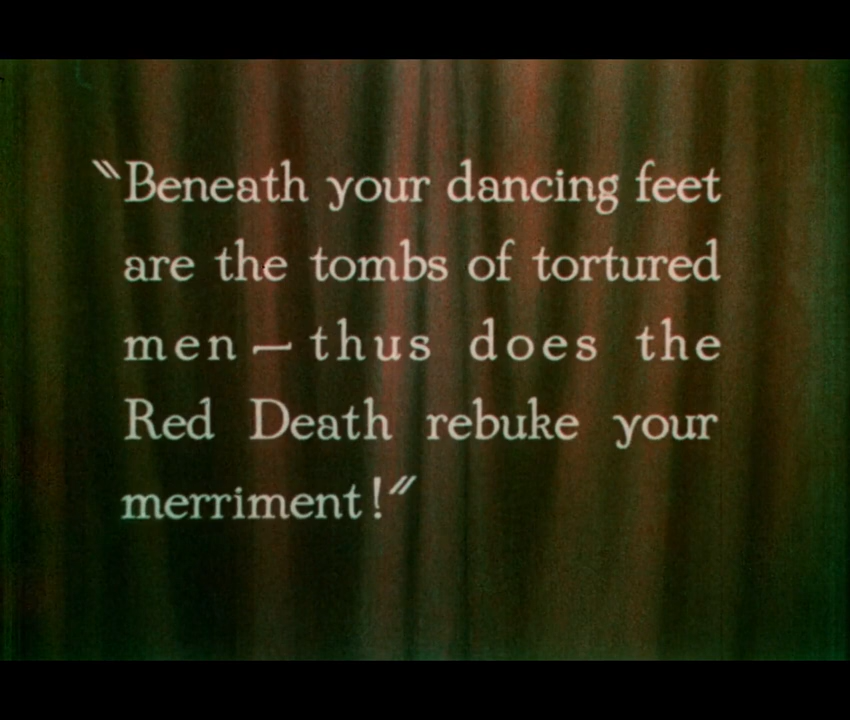 "Beneath your dancing feet
are the tombs of tortured
men — thus does the
Red Death rebuke your
merriment!"